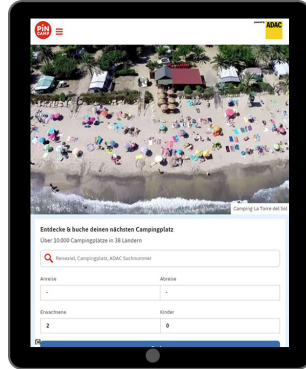 PiN
CAMP
powered by ADAC
Camping La Torre del Sol
Entdecke & buche deinen nächsten Campingplatz
Über 10.000 Campingplätze in 38 Ländern
Reiseziel, Campingplatz, ADAC Suchnummer
Anreise
Abreise
-
-
Erwachsene
Kinder
2
0